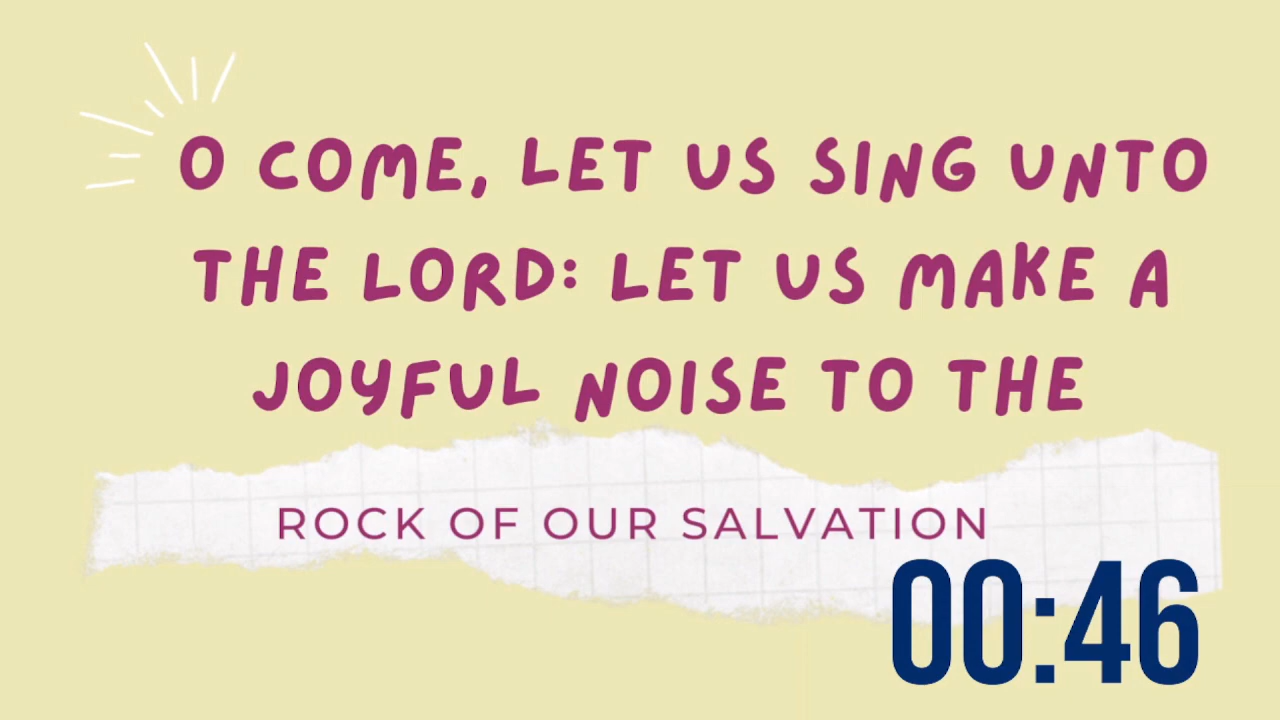 O COME, LET US SING UNTO
THE LORD: LET US MAKE A
JOYFUL NOISE TO THE
ROCK OF OUR SALVATION
00:46